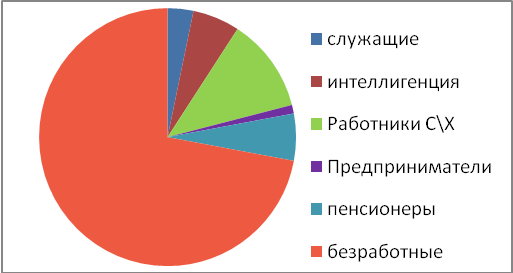 служащие
интеллигенция
Работники С\Х
Предприниматели
пенсионеры
безработные